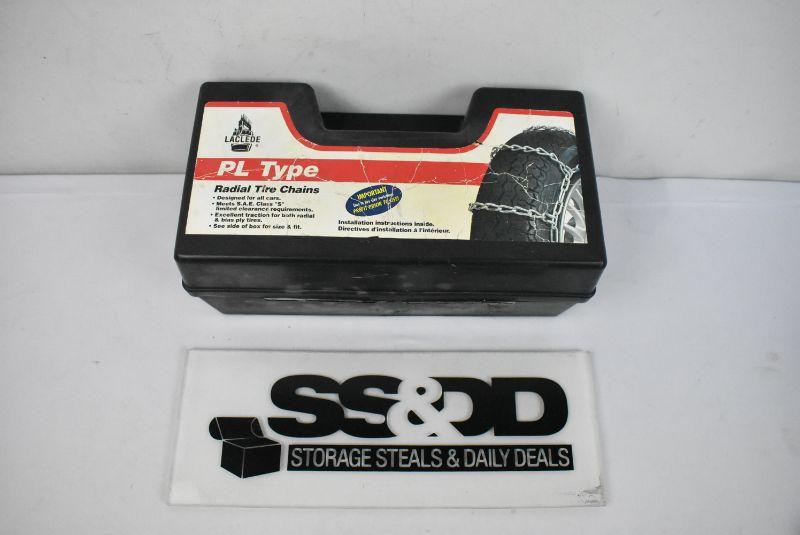 LACLEDE
®
PL Type
Radial Tire Chains
• Designed for all cars.
• Meets S.A.E. Class "S"
limited clearance requirements.
• Excellent traction for both radial
& bias ply tires.
• See side of box for size & fit.
IMPORTANT
PRIOR TO
Installation instructions inside.
Directives d'installation à l'intérieur.
SS&DD
STORAGE STEALS & DAILY DEALS